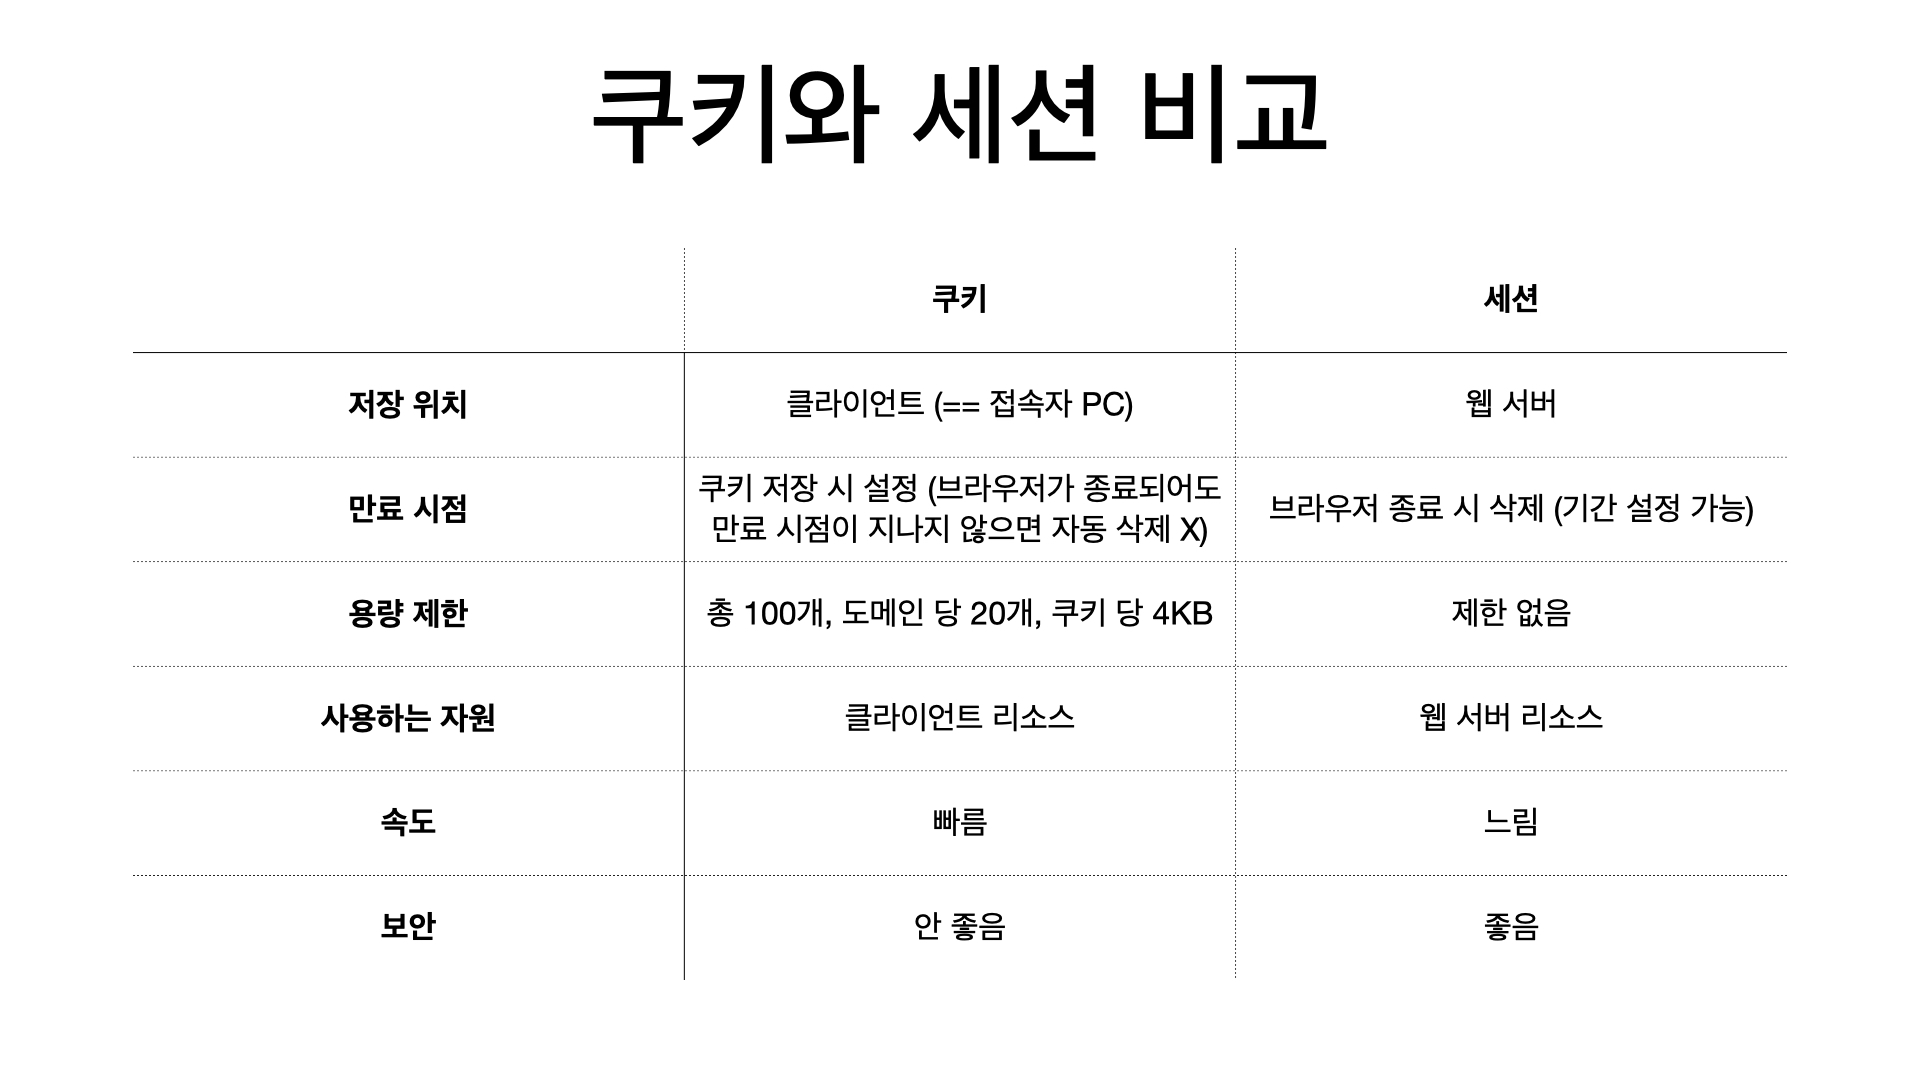 쿠키와 세션 비교
쿠키 세션
저장 위치 클라이언트 (== 접속자 PC) 웹 서버
만료 시점 쿠키 저장 시 설정 (브라우저가 종료되어도
만료 시점이 지나지 않으면 자동 삭제 X) 브라우저 종료 시 삭제 (기간 설정 가능)
용량 제한 총 100개, 도메인 당 20개, 쿠키 당 4KB 제한 없음
사용하는 자원 클라이언트 리소스 웹 서버 리소스
속도 빠름 느림
보안 안 좋음 좋음